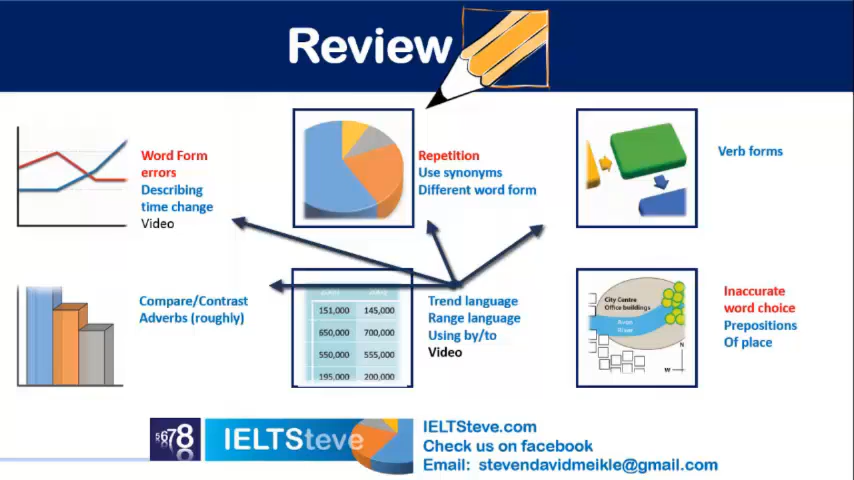 Review
Word Form
errors
Describing
time change
Video
Repetition
Use synonyms
Different word form
Verb forms
Compare/Contrast
Adverbs (roughly)
151,000 145,000
650,000 700,000
550,000 555,000
195,000 200,000
Trend language
Range language
Using by/to
Video
City Centre
Office buildings
River
N
W
Inaccurate
word choice
Prepositions
Of place
5678
IELTSteve
IELTSteve.com
Check us on facebook
Email: stevendavidmeikle@gmail.com